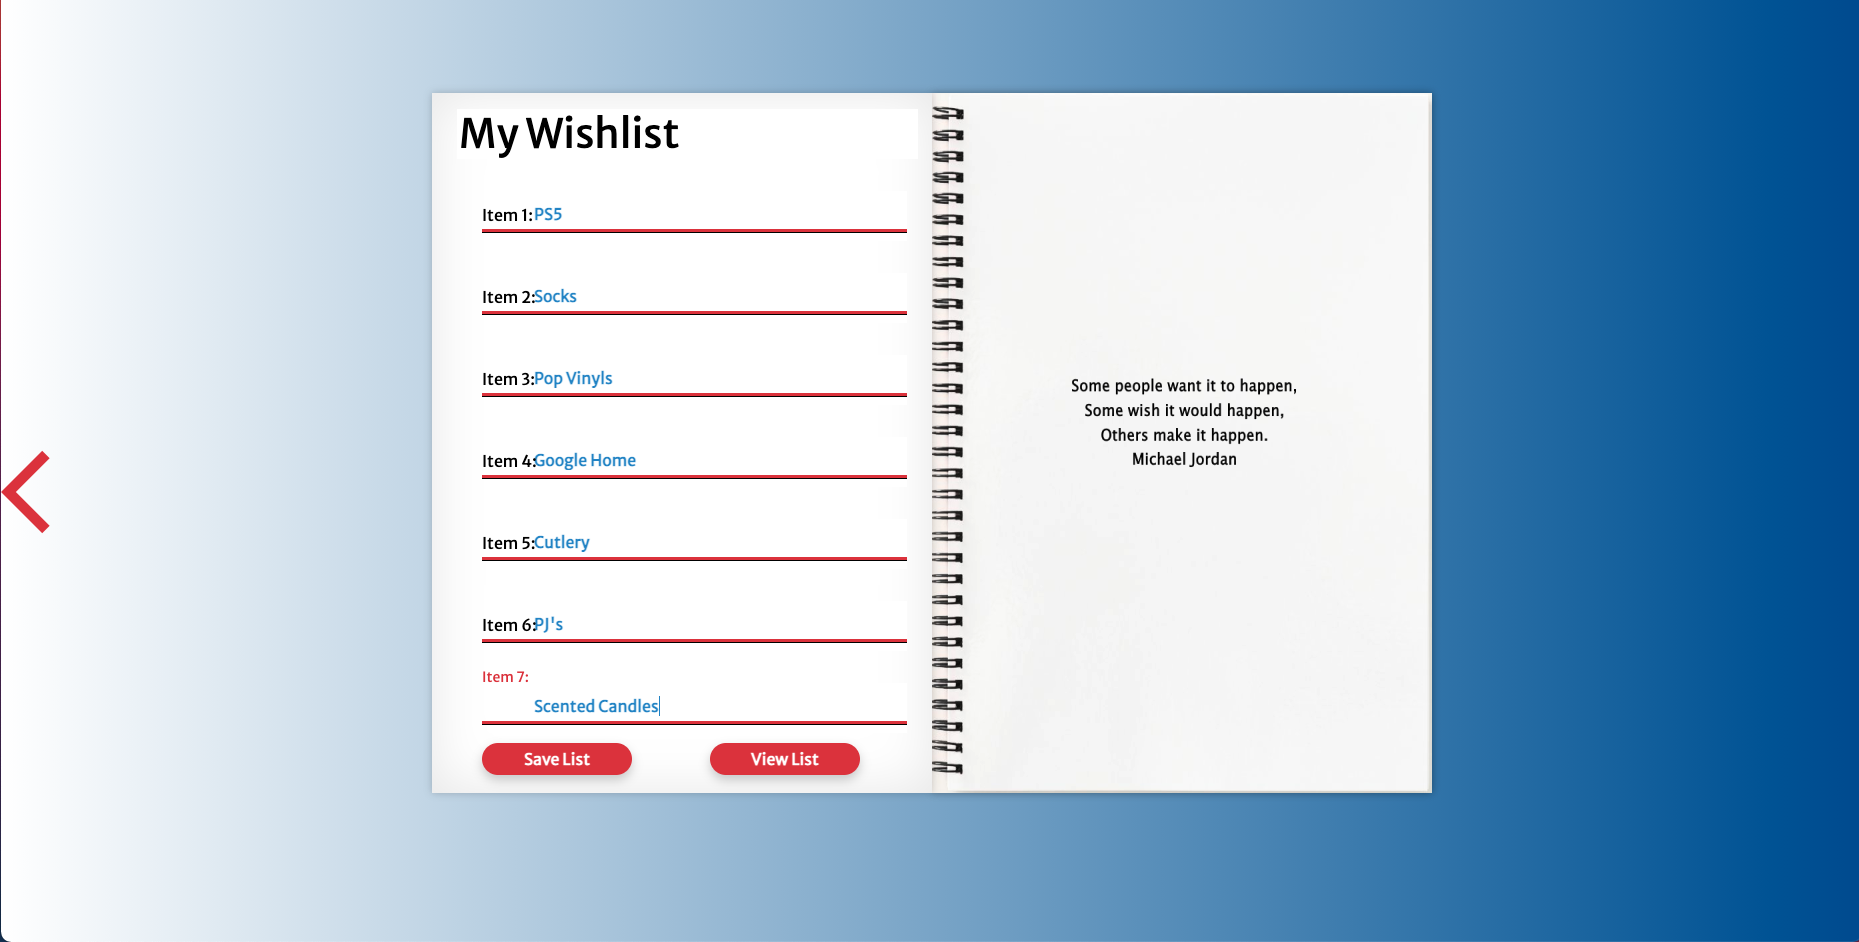 My Wishlist
Item 1: PS5
Item 2: Socks
Item 3: Pop Vinyls
Item 4: Google Home
Item 5: Cutlery
Item 6: PJ's
Item 7:
Scented Candles
Save List
View List
Some people want it to happen,
Some wish it would happen,
Others make it happen.
Michael Jordan